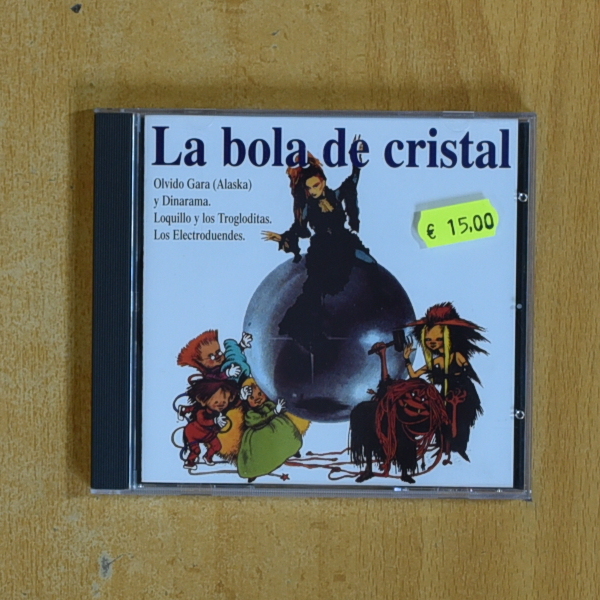 La bola de cristal
Olvido Gara (Alaska)
y Dinarama.
Loquillo y los Trogloditas.
Los Electroduendes.
€ 15,00